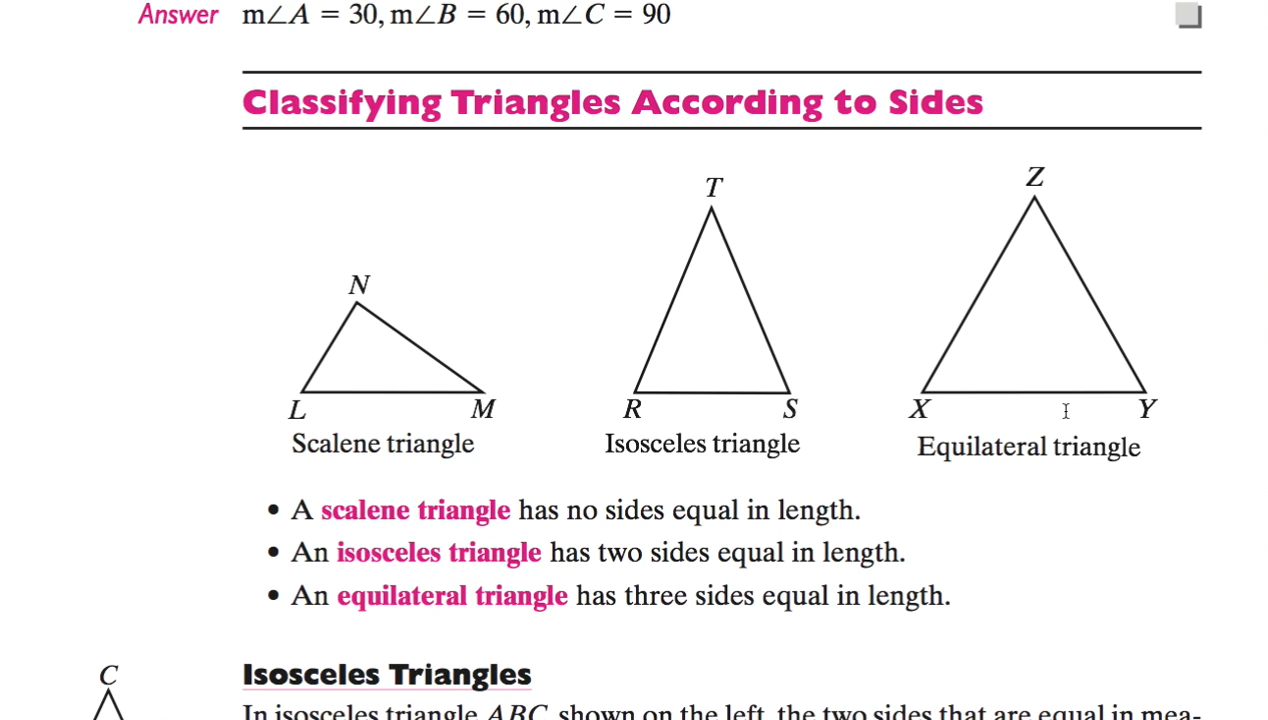 Answer m∠A = 30, m∠B = 60, m∠C = 90
Classifying Triangles According to Sides
N
L
M
Scalene triangle
T
R
S
Isosceles triangle
Z
X
Y
Equilateral triangle
• A scalene triangle has no sides equal in length.
• An isosceles triangle has two sides equal in length.
• An equilateral triangle has three sides equal in length.
C
Isosceles Triangles
In isosceles triangle ABC, shown on the left, the two sides that are equal in mea-